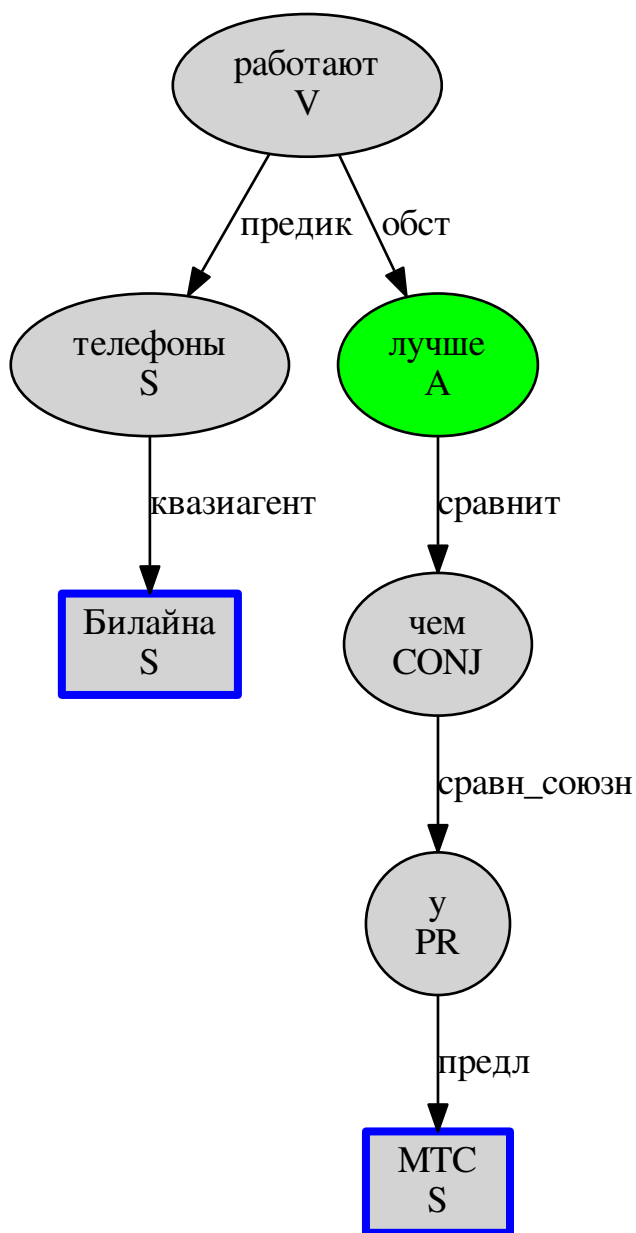 работают
V
предик
обст
телефоны
S
лучше
A
квазиагент
сравнит
Билайна
S
чем
CONJ
сравн_союзн
у
PR
предл
МТС
S